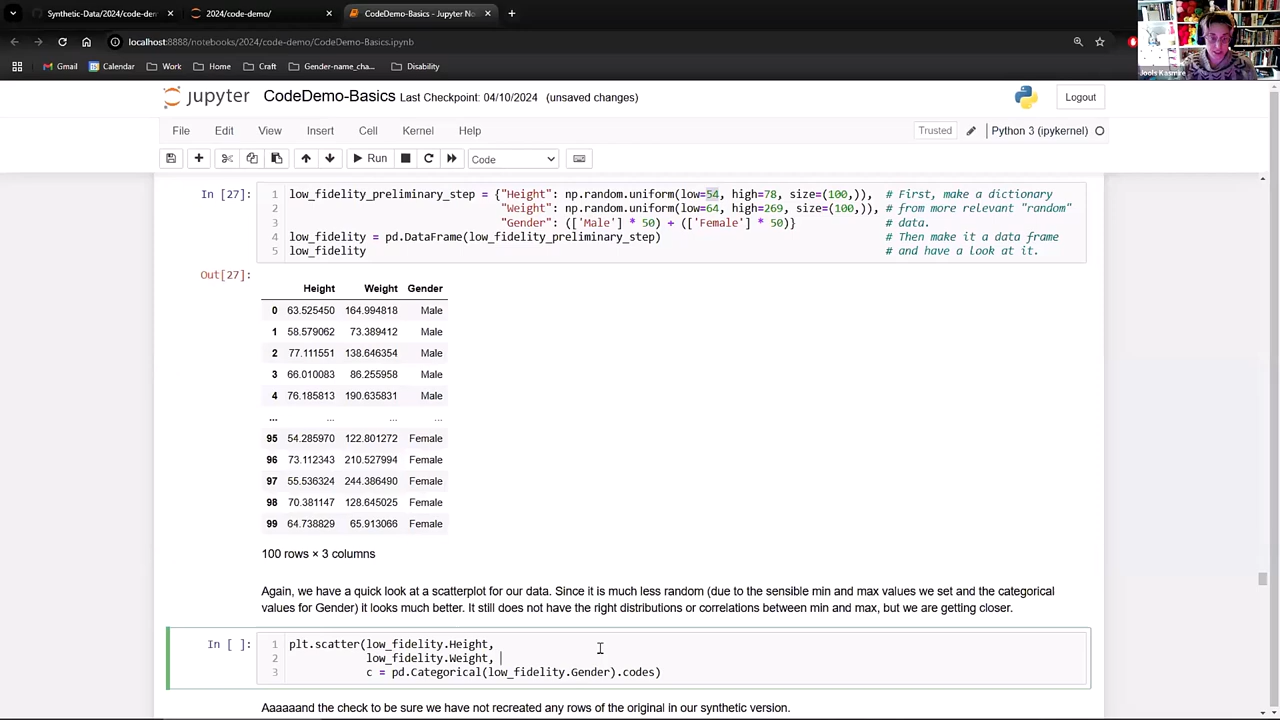 Synthetic-Data/2024/code-der
2024/code-demo/
CodeDemo-Basics - Jupyter No
localhost:8888/notebooks/2024/code-demo/CodeDemo-Basics.ipynb
Gmail
Calendar
Work
Home
Craft
Gender-name_cha...
Disability
Jools Kasmire
jupyter
CodeDemo-Basics Last Checkpoint: 04/10/2024 (unsaved changes)
Logout
File Edit View Insert Cell Kernel Help
Trusted
Python 3 (ipykernel)
Run
Code
In [27]:
1 low_fidelity_preliminary_step = {"Height": np.random.uniform(low=54, high=78, size=(100,)), # First, make a dictionary
2 "Weight": np.random.uniform(low=64, high=269, size=(100,)), # from more relevant "random"
3 "Gender": (['Male'] * 50) + (['Female'] * 50)} # data.
4 low_fidelity = pd.DataFrame(low_fidelity_preliminary_step) # Then make it a data frame
5 low_fidelity # and have a look at it.
Out[27]:
Height Weight Gender
0 63.525450 164.994818 Male
1 58.579062 73.389412 Male
2 77.111551 138.646354 Male
3 66.010083 86.255958 Male
4 76.185813 190.635831 Male
... ... ... ...
95 54.285970 122.801272 Female
96 73.112343 210.527994 Female
97 55.536324 244.386490 Female
98 70.381147 128.645025 Female
99 64.738829 65.913066 Female
100 rows × 3 columns
Again, we have a quick look at a scatterplot for our data. Since it is much less random (due to the sensible min and max values we set and the categorical
values for Gender) it looks much better. It still does not have the right distributions or correlations between min and max, but we are getting closer.
In [ ]:
1 plt.scatter(low_fidelity.Height,
2 low_fidelity.Weight,
3 c = pd.Categorical(low_fidelity.Gender).codes)
Aaaaaand the check to be sure we have not recreated any rows of the original in our synthetic version.